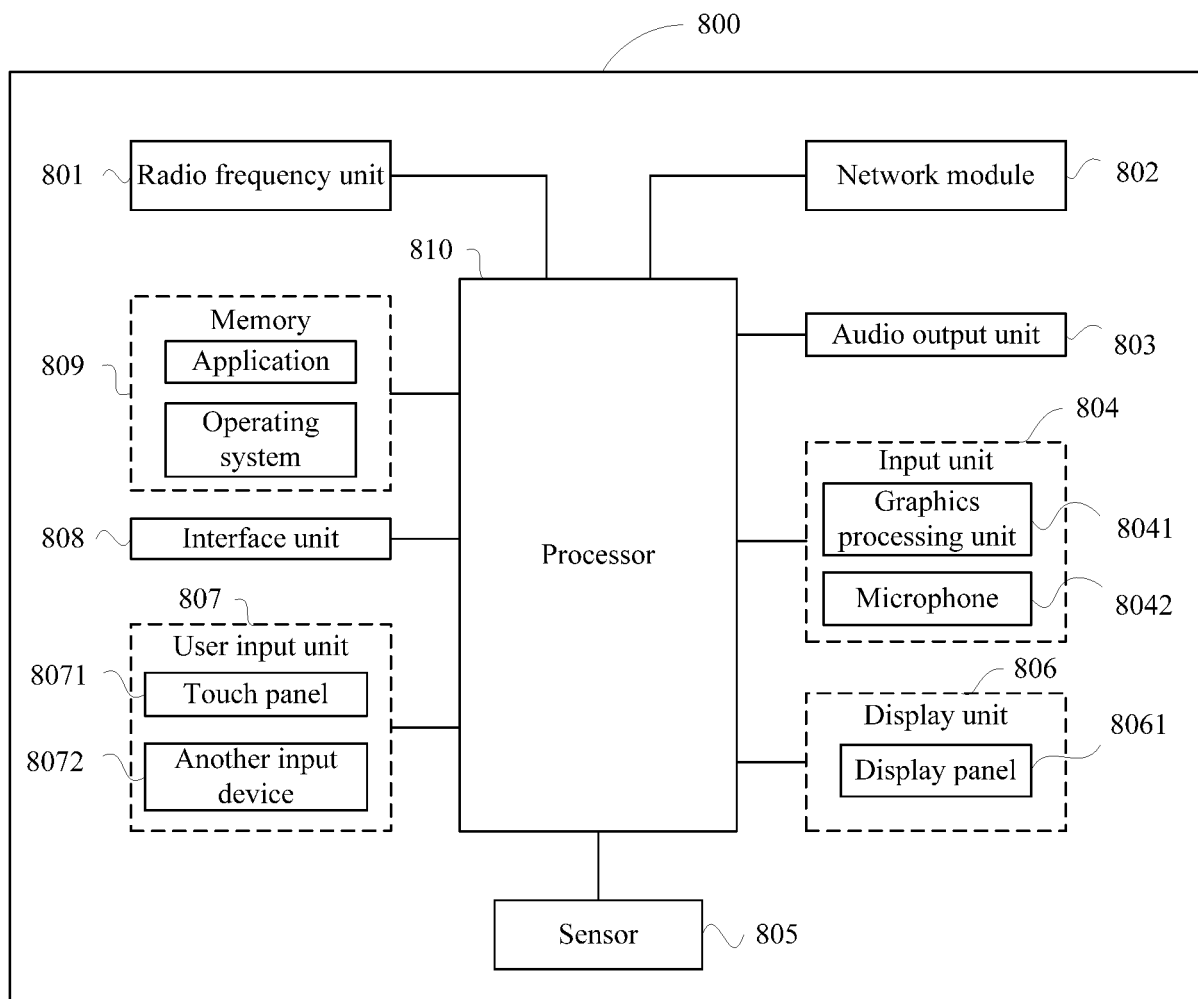 800
801
Radio frequency unit
Network module
802
810
Memory
Application
Operating
system
809
Audio output unit
803
804
Input unit
Graphics
processing unit
8041
Microphone
8042
808
Interface unit
Processor
807
User input unit
8071
Touch panel
8072
Another input
device
806
Display unit
8061
Display panel
Sensor
805